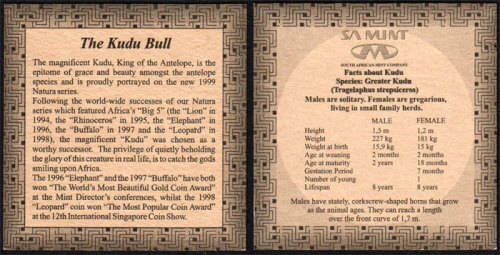 The Kudu Bull
The magnificent Kudu, King of the Antelope, is the
epitome of grace and beauty amongst the antelope
species and is proudly portrayed on the new 1999
Natura series.
Following the world-wide successes of our Natura
series which featured Africa's "Big 5" (the "Lion" in
1994, the "Rhinoceros" in 1995, the "Elephant" in
1996, the "Buffalo" in 1997 and the "Leopard" in
1998), the magnificent "Kudu" was chosen as a
worthy successor. The privilege of quietly beholding
the glory of this creature in real life, is to catch the gods
smiling upon Africa.
The 1996 "Elephant" and the 1997 "Buffalo" have both
won "The World's Most Beautiful Gold Coin Award"
at the Mint Director's conferences, whilst the 1998
"Leopard" coin won "The Most Popular Coin Award"
at the 12th International Singapore Coin Show.
SA MINT
SOUTH AFRICAN MINT COMPANY
Facts about Kudu
Species: Greater Kudu
(Tragelaphus strepsiceros)
Males are solitary. Females are gregarious,
living in small family herds.
MALE FEMALE
Height 1,5 m 1,2 m
Weight 227 kg 181 kg
Weight at birth 15,9 kg 15 kg
Age at weaning 2 months 2 months
Age at maturity 2 years 18 months
Gestation Period 7 months
Number of young 1
Lifespan 8 years 8 years
Males have stately, corkscrew-shaped horns that grow
as the animal ages. They can reach a length
over the front curve of 1,7 m.